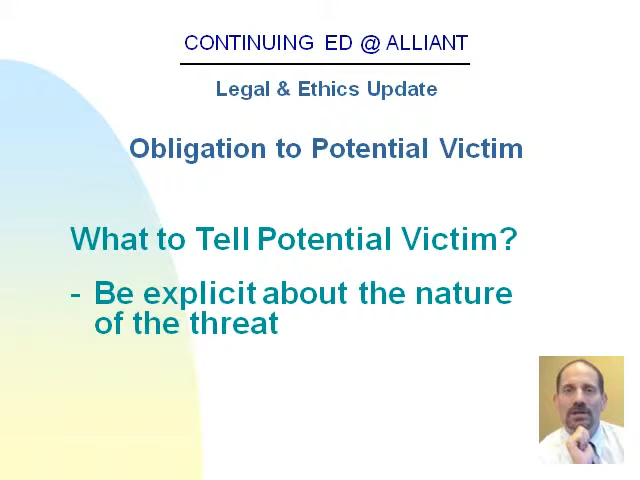 CONTINUING ED @ ALLIANT
Legal & Ethics Update
Obligation to Potential Victim
What to Tell Potential Victim?
- Be explicit about the nature
of the threat